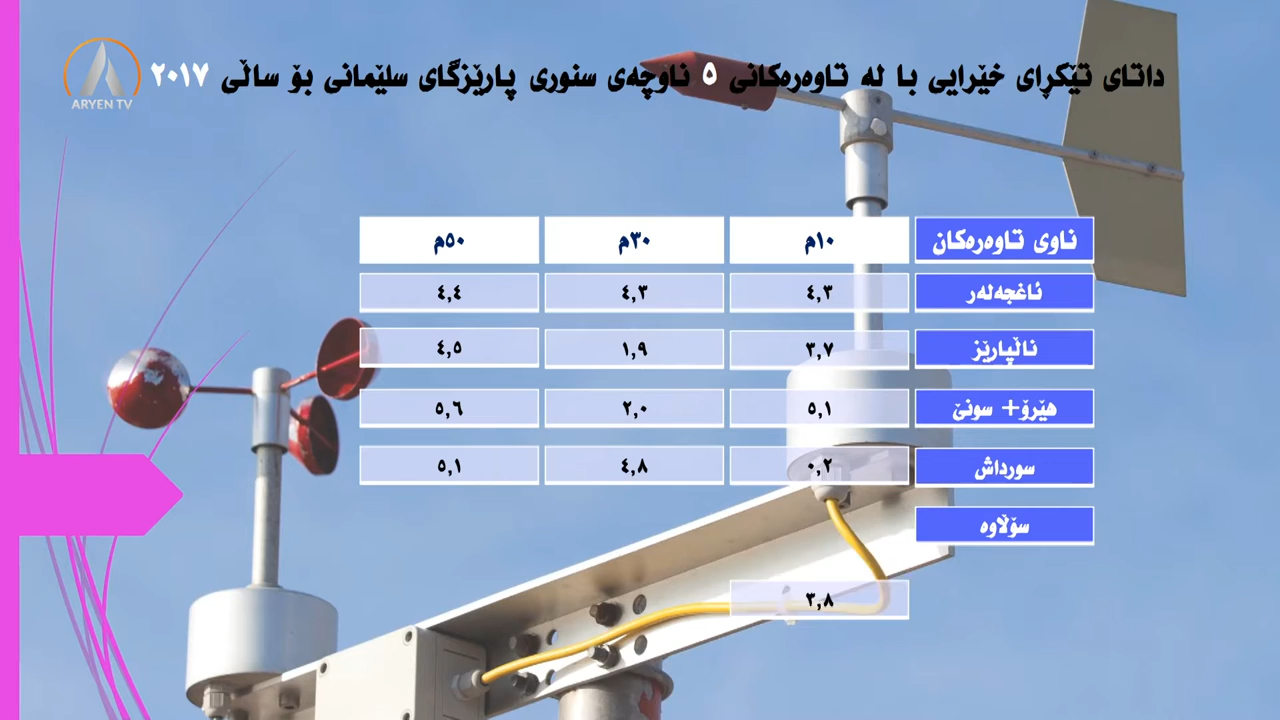 داتای تێکڕای خێرایی با لە تاوەرەکانی ٥ ناوچەی سنوری پارێزگای سلێمانی بۆ ساڵی ٢٠١٧
ARYEN TV
ناوی تاوەرەکان ١٠م ٣٠م ٥٠م
ئاغجەلەر ٤,٣ ٤,٣ ٤,٤
ناڵپارێز ٣,٧ ١,٩ ٤,٥
هێرۆ+ سونێ ٥,١ ٢,٠ ٥,٦
سورداش ٠,٢ ٤,٨ ٥,١
سۆڵاوە
٣,٨